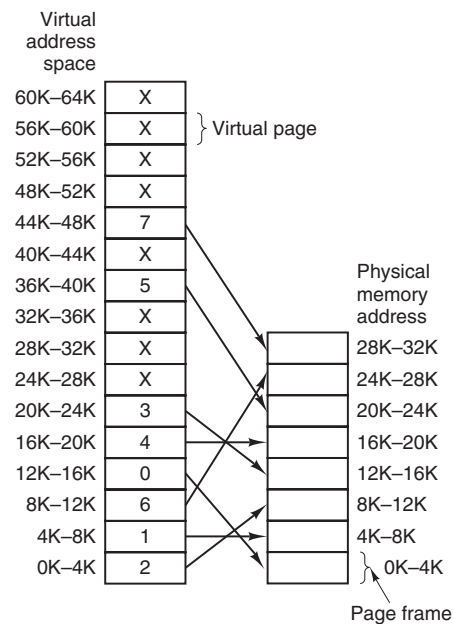 Virtual
address
space
60K–64K X
56K–60K X Virtual page
52K–56K X
48K–52K X
44K–48K 7
40K–44K X
36K–40K 5
32K–36K X
28K–32K X
24K–28K X
20K–24K 3
16K–20K 4
12K–16K 0
8K–12K 6
4K–8K 1
0K–4K 2
Physical
memory
address
28K–32K
24K–28K
20K–24K
16K–20K
12K–16K
8K–12K
4K–8K
0K–4K
Page frame